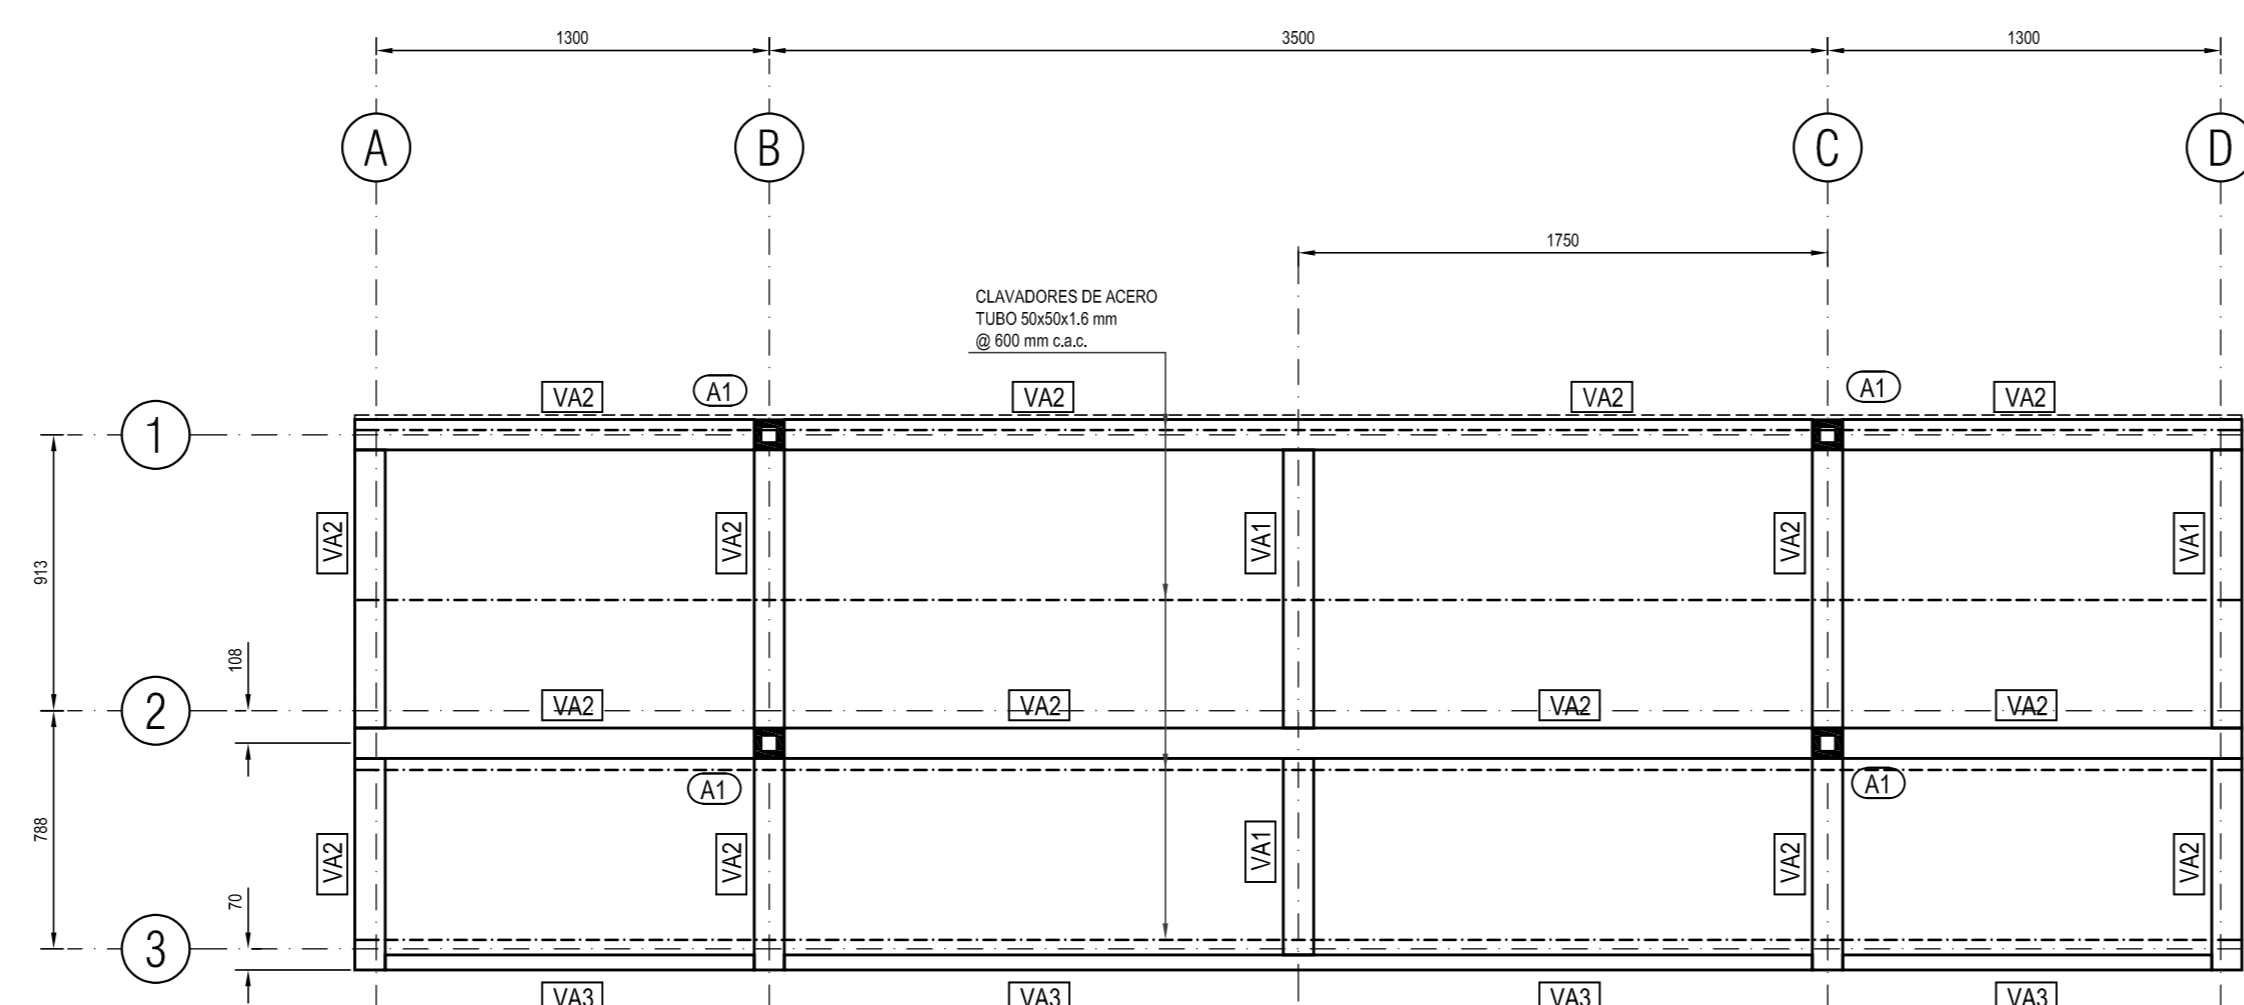 1300
3500
1300
A
B
C
D
1750
CLAVADORES DE ACERO
TUBO 50x50x1.6 mm
@ 600 mm c.a.c.
VA2
A1
VA2
VA2
A1
VA2
1
VA2
VA2
VA1
VA2
VA1
913
108
2
VA2
VA2
VA2
VA2
A1
A1
788
VA2
VA2
VA1
VA2
VA2
70
3
VA3
VA3
VA3
VA3